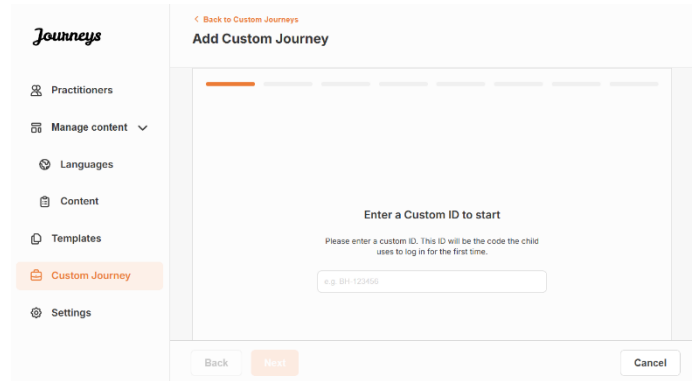 Journeys
Practitioners
Manage content
Languages
Content
Templates
Custom Journey
Settings
Back to Custom Journeys
Add Custom Journey
Enter a Custom ID to start
Please enter a custom ID. This ID will be the code the child
uses to log in for the first time.
e.g. BH-123456
Back
Next
Cancel